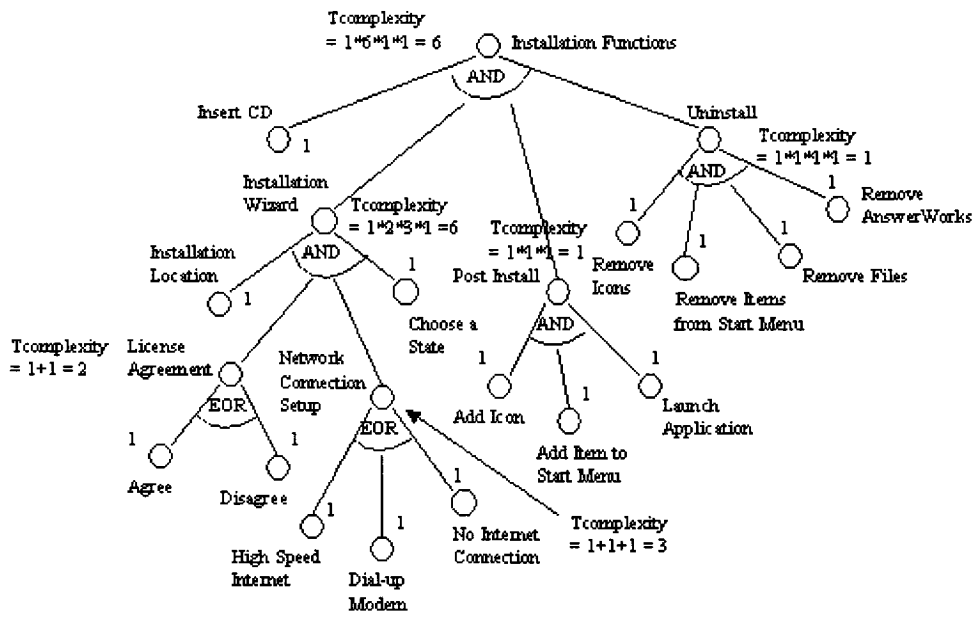 Tcomplexity
= 1*6*1*1 = 6
Installation Functions
AND
Insert CD
1
Uninstall
Tcomplexity
= 1*1*1*1 = 1
AND
1
Remove
AnswerWorks
Installation
Wizard
Tcomplexity
= 1*2*3*1 =6
AND
1
Remove
Icons
1
Remove Items
from Start Menu
1
Remove Files
Tcomplexity
= 1*1*1 = 1
Post Install
AND
Installation
Location
1
1
Choose a
State
Tcomplexity
= 1+1 = 2
License
Agreement
EOR
Network
Connection
Setup
EOR
1
Add Icon
1
Add Item to
Start Menu
1
Launch
Application
1
Agree
1
Disagree
1
High Speed
Internet
1
Dial-up
Modem
1
No Internet
Connection
Tcomplexity
= 1+1+1 = 3